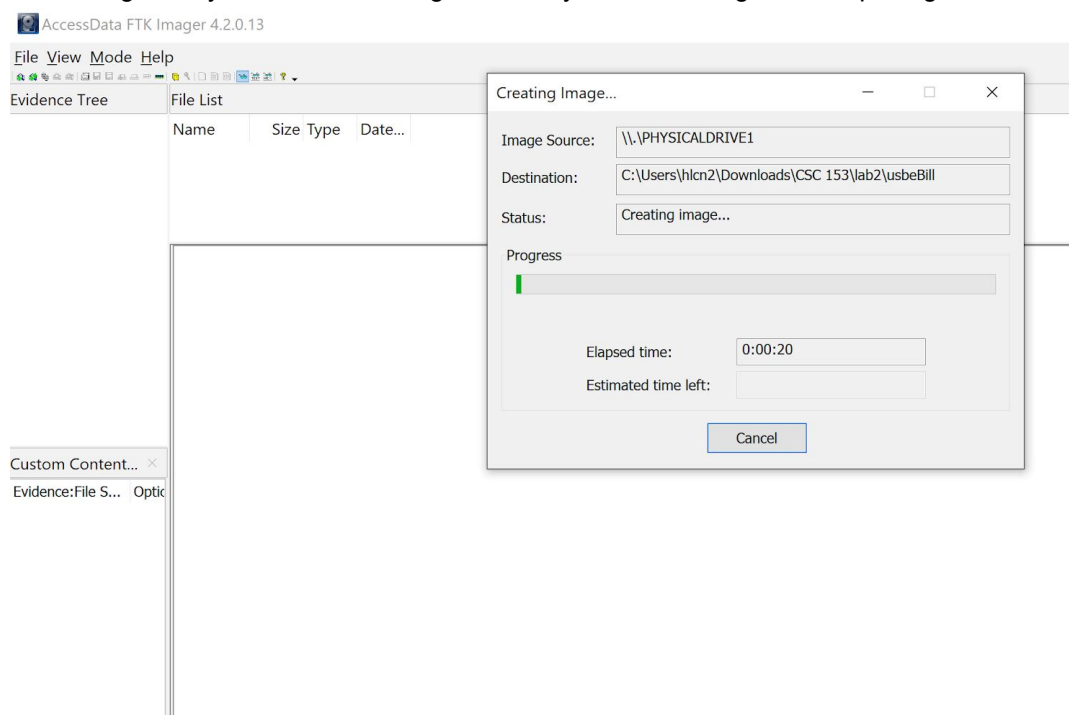 AccessData FTK Imager 4.2.0.13
File View Mode Help
Evidence Tree
File List
Name Size Type Date...
Creating Image...
Image Source: \\.\PHYSICALDRIVE1
Destination: C:\Users\hlcn2\Downloads\CSC 153\lab2\usbeBill
Status: Creating image...
Progress
Elapsed time: 0:00:20
Estimated time left:
Cancel
Custom Content...
Evidence:File S... Optic